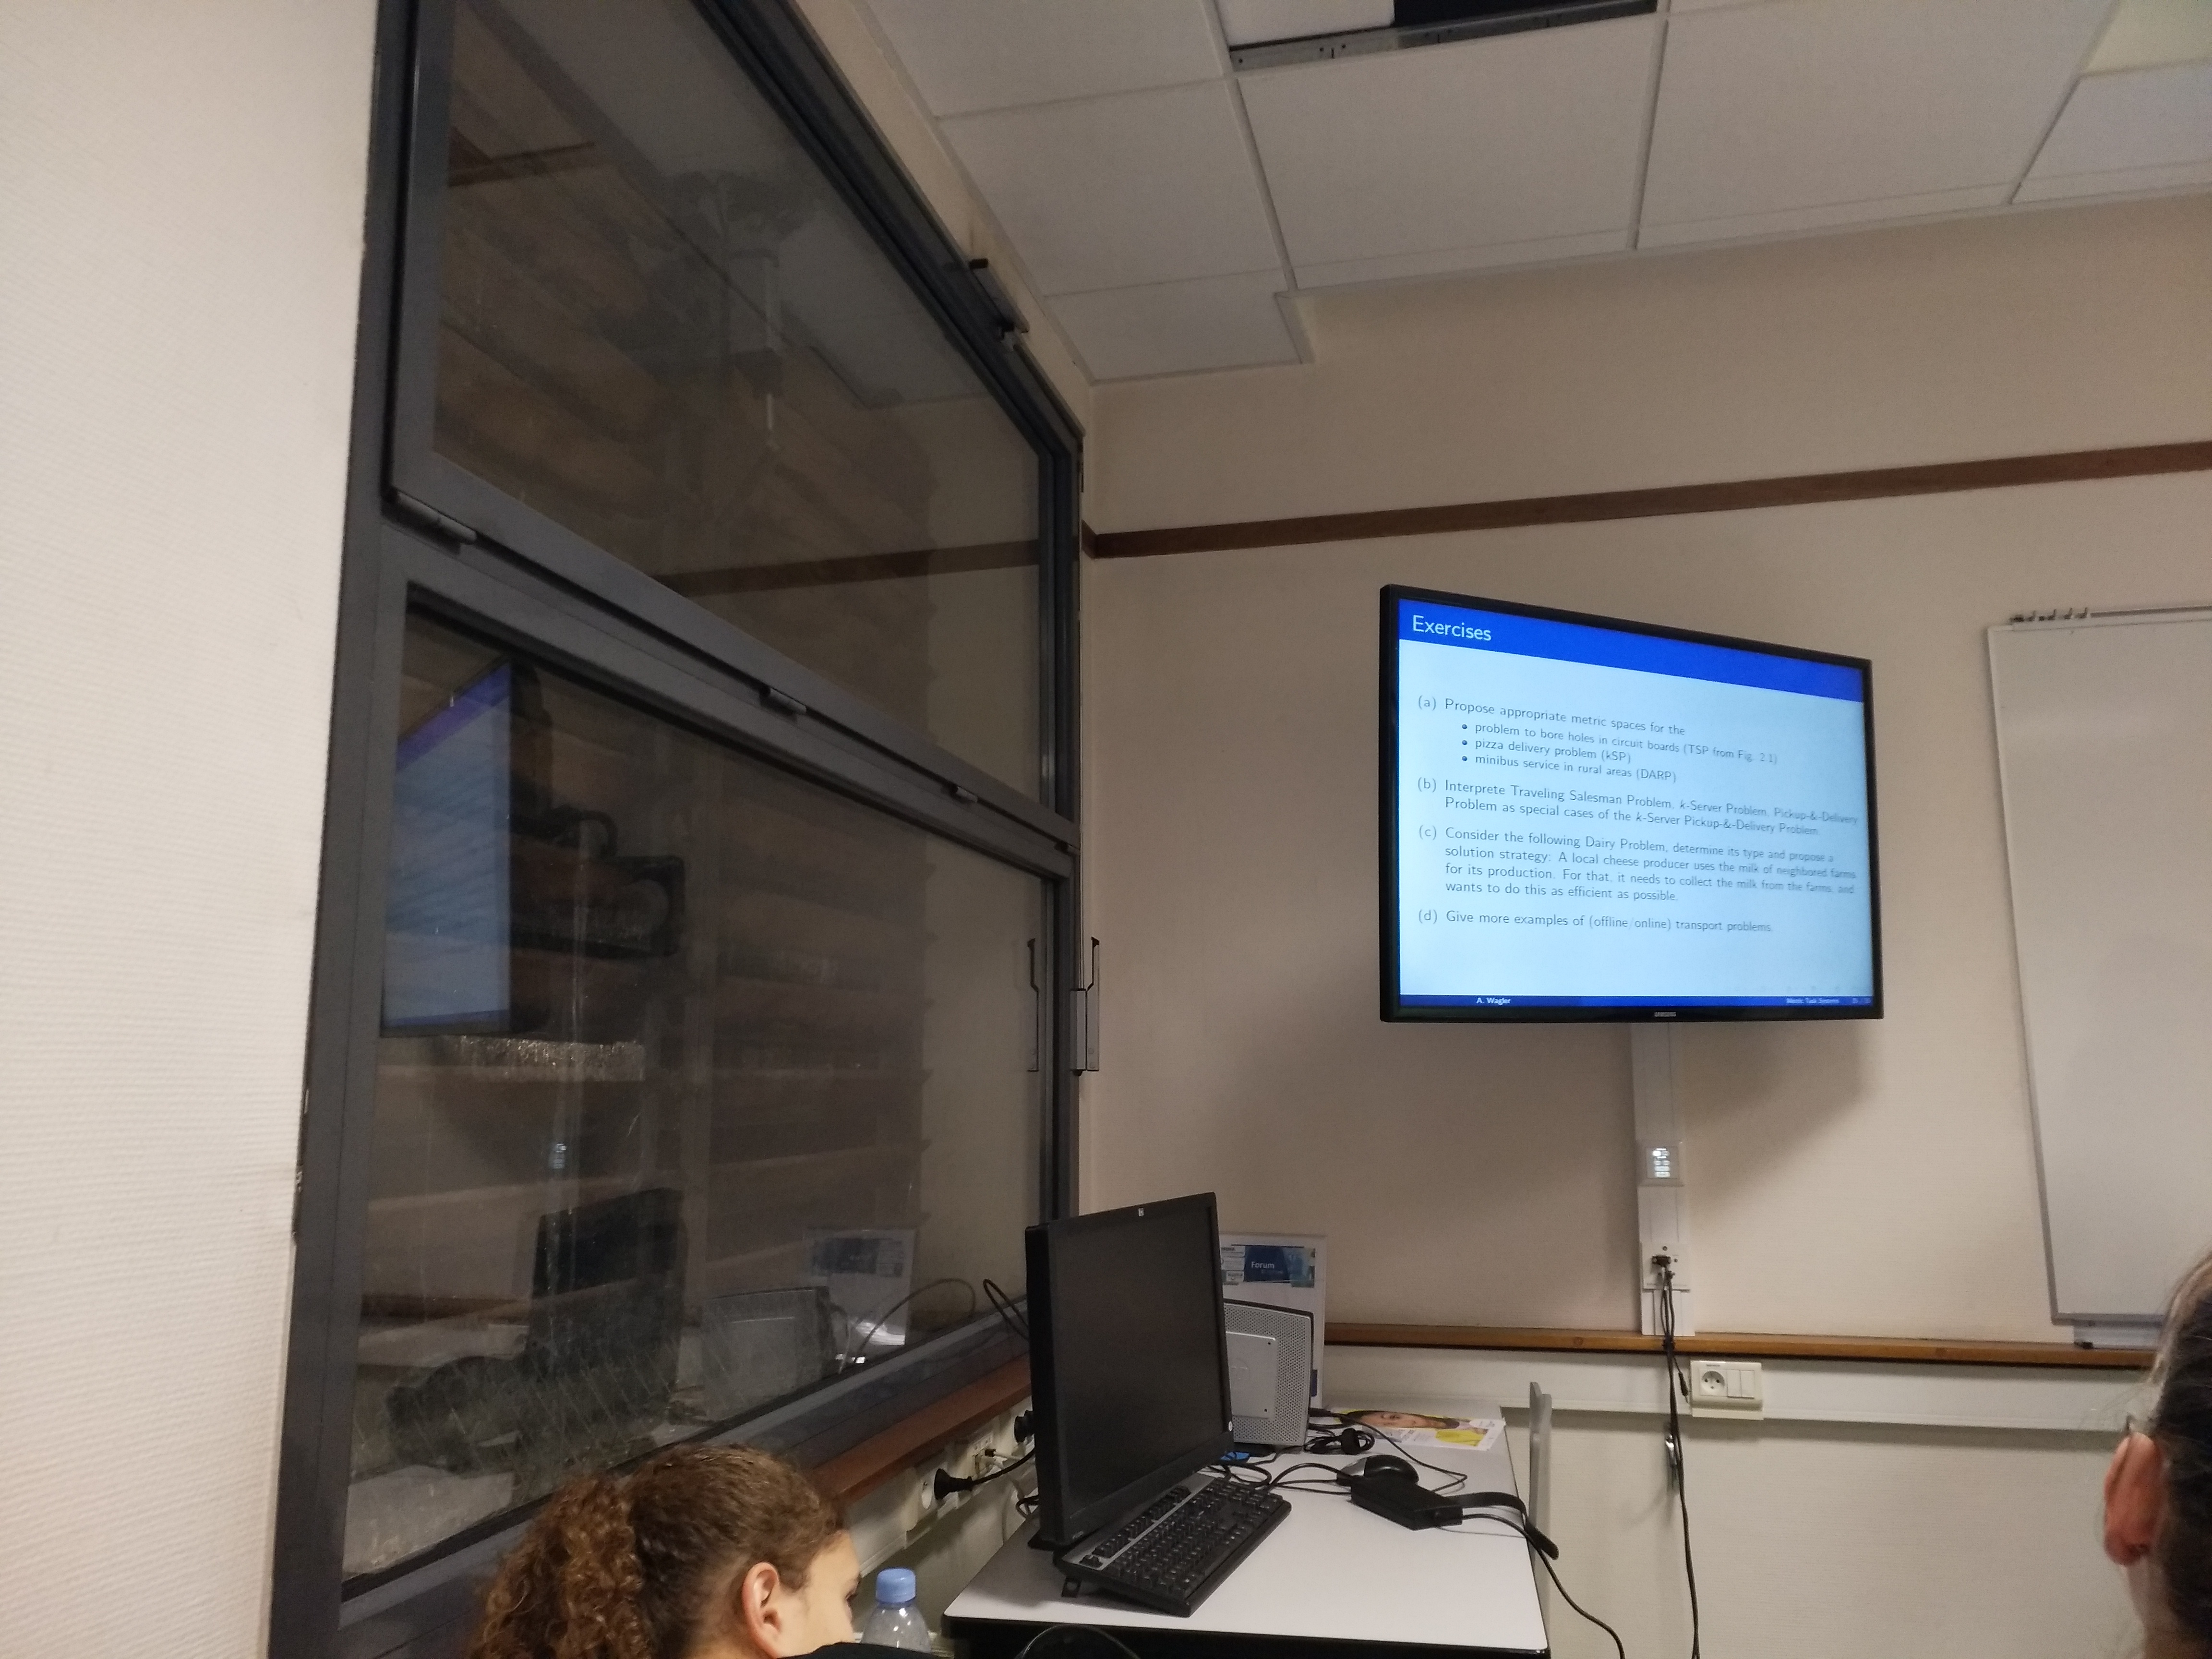 Exercises
(a) Propose appropriate metric spaces for the
• problem to bore holes in circuit boards (TSP from Fig. 2.1)
• pizza delivery problem (kSP)
• minibus service in rural areas (DARP)
(b) Interprete Traveling Salesman Problem, k-Server Problem, Pickup-&-Delivery
Problem as special cases of the k-Server Pickup-&-Delivery Problem.
(c) Consider the following Dairy Problem, determine its type and propose a
solution strategy: A local cheese producer uses the milk of neighbored farms
for its production. For that, it needs to collect the milk from the farms, and
wants to do this as efficient as possible.
(d) Give more examples of (offline/online) transport problems.
A. Wagler
Metric Task Systems
Forum